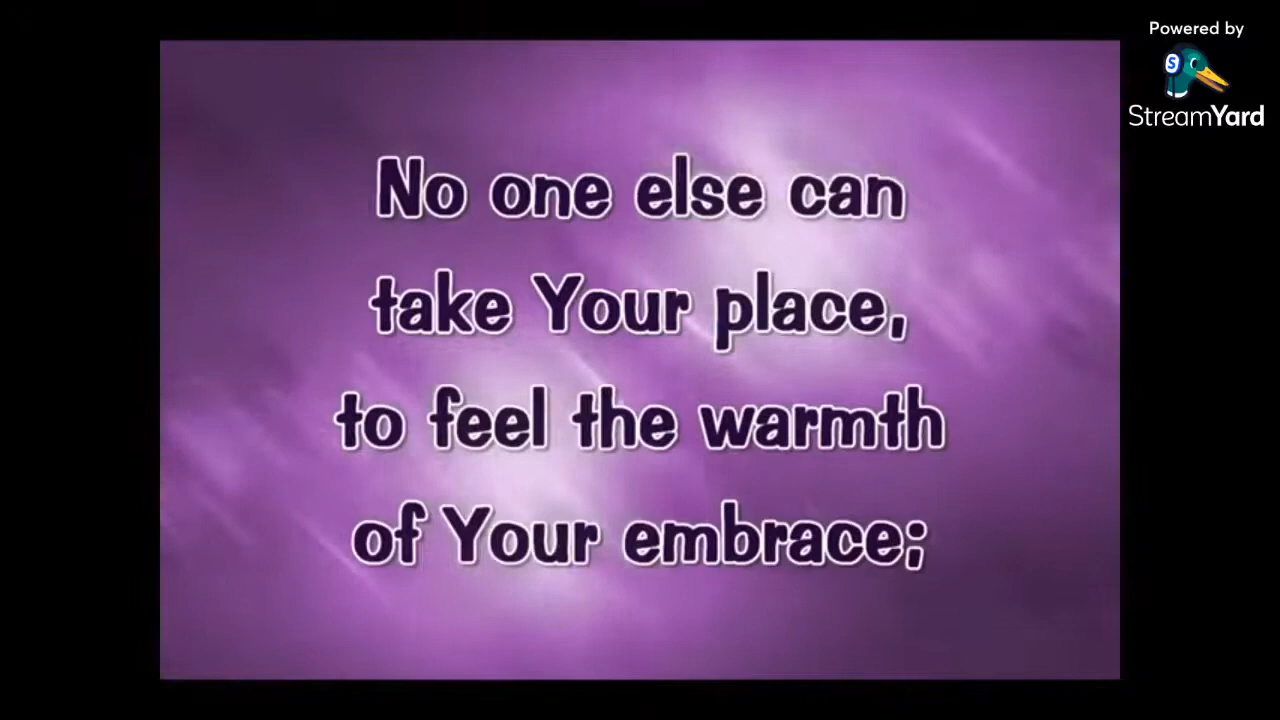 Powered by
StreamYard
No one else can
take Your place,
to feel the warmth
of Your embrace;